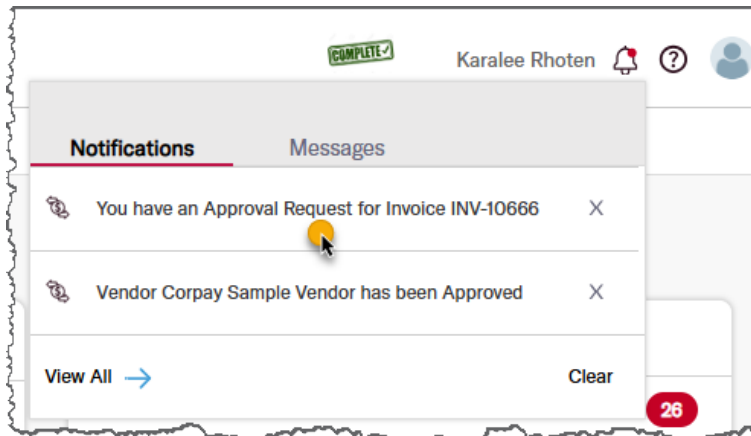 COMPLETE
Karalee Rhoten
Notifications
Messages
You have an Approval Request for Invoice INV-10666
X
Vendor Corpay Sample Vendor has been Approved
X
View All
Clear
26